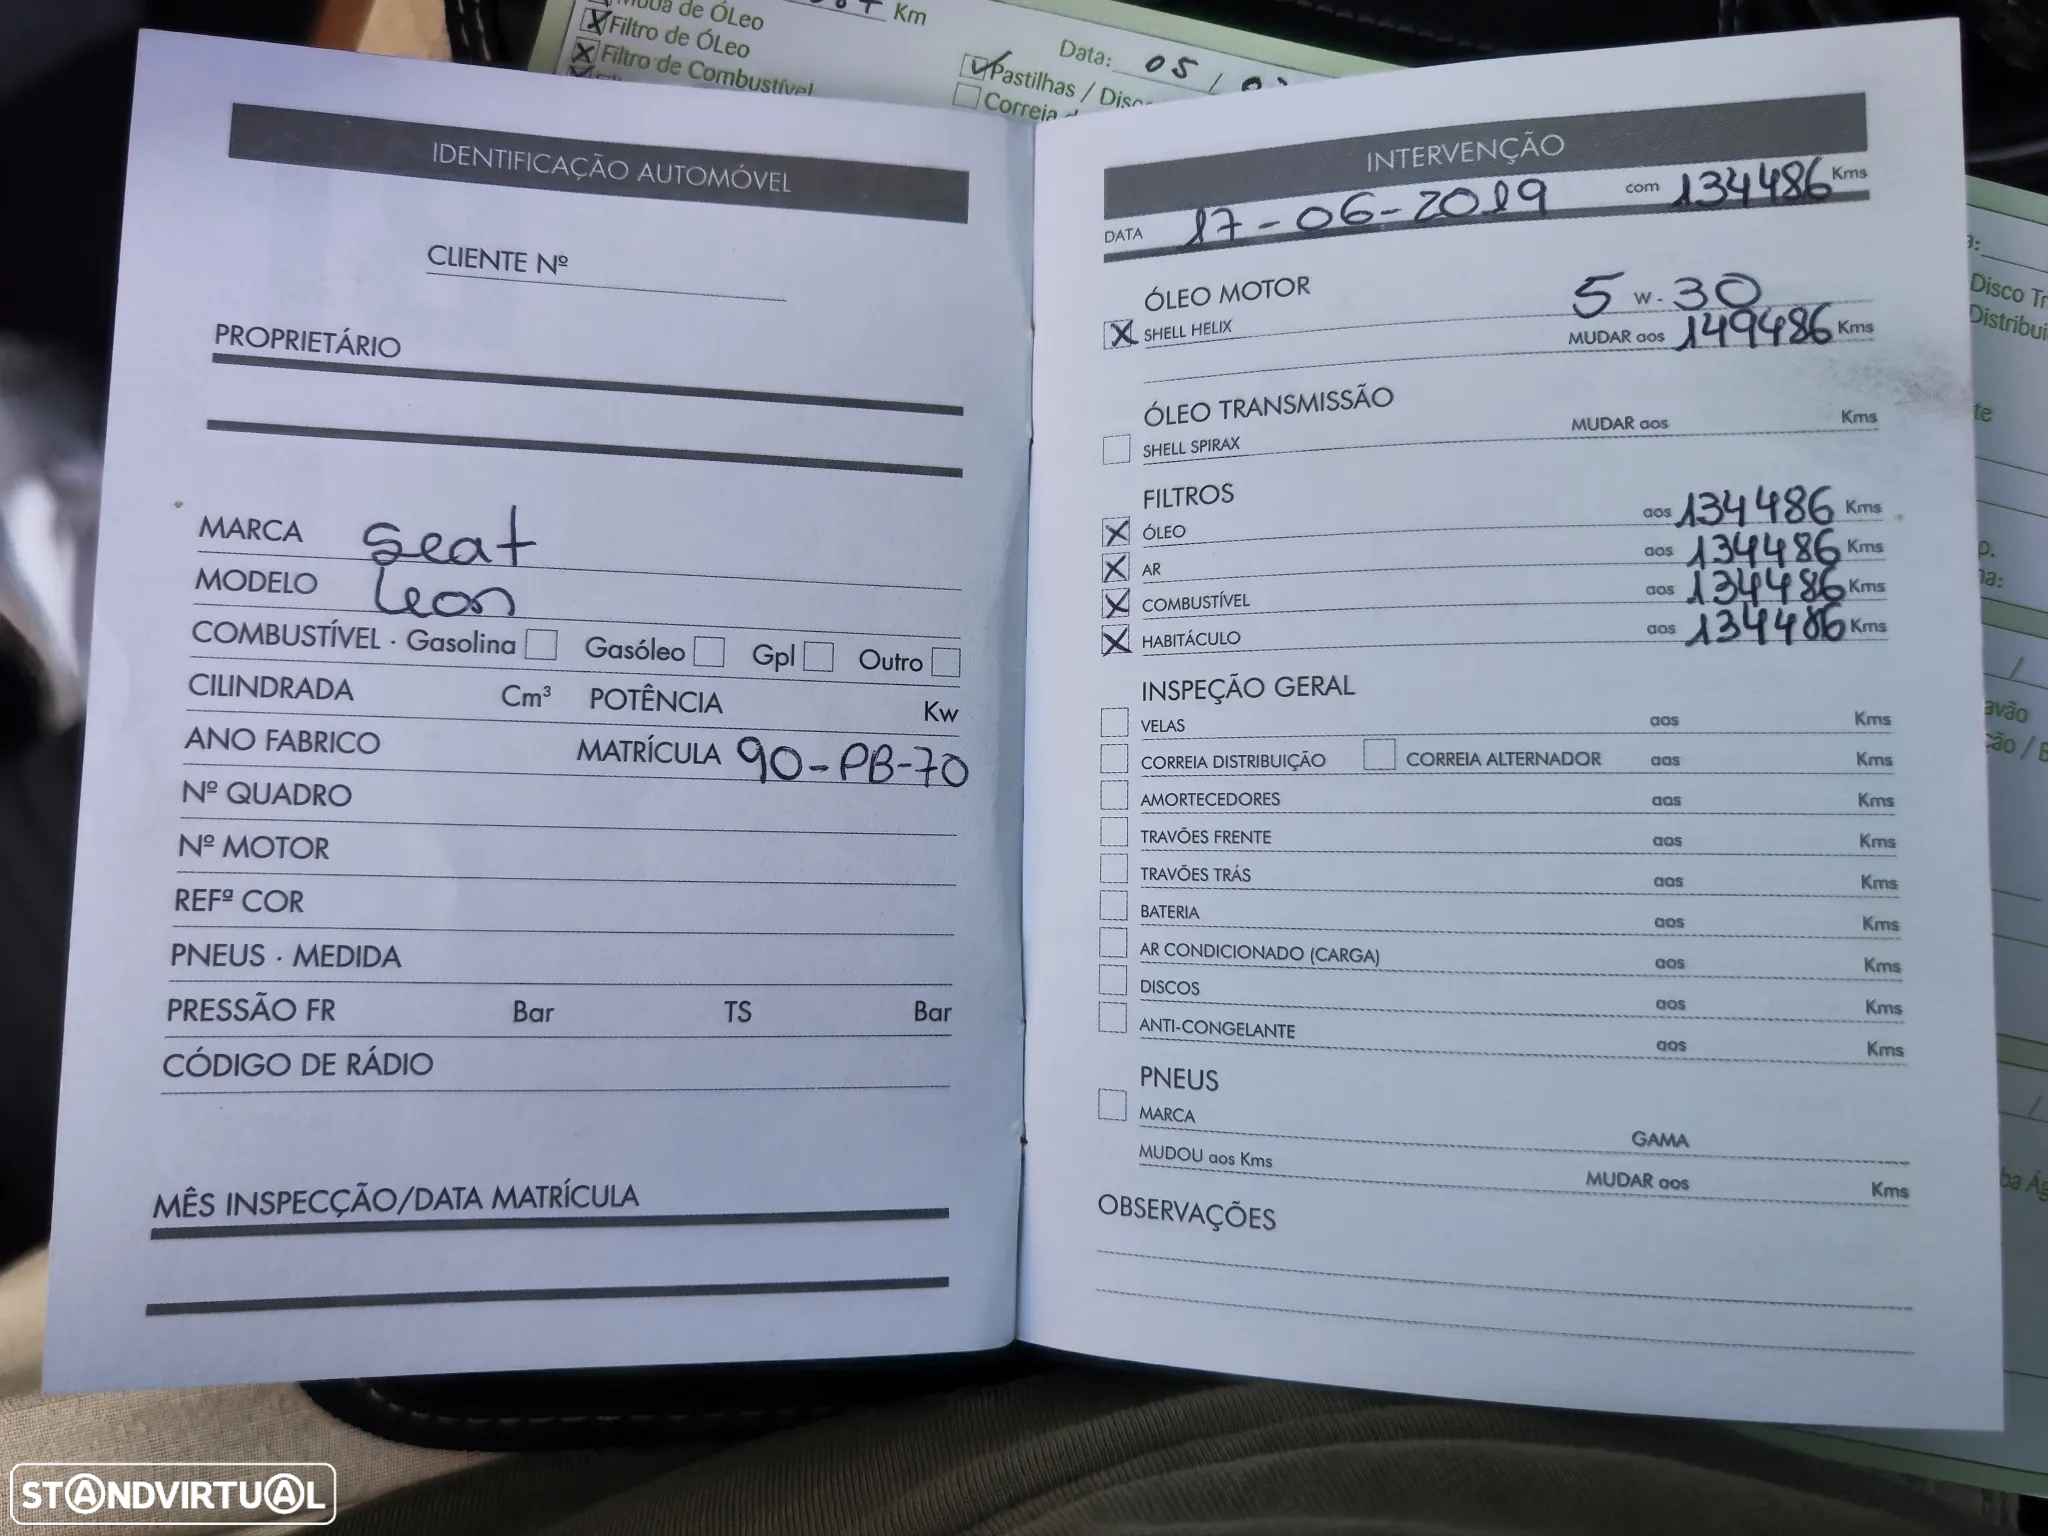 Muda de Óleo
Km
Filtro de Óleo
Filtro de Combustível
Data: 05 /
Pastilhas /
Correia
IDENTIFICAÇÃO AUTOMÓVEL
CLIENTE Nº
PROPRIETÁRIO
MARCA seat
MODELO Leon
COMBUSTÍVEL · Gasolina Gasóleo Gpl Outro
CILINDRADA Cm³ POTÊNCIA Kw
ANO FABRICO MATRÍCULA 90-PB-70
Nº QUADRO
Nº MOTOR
REFª COR
PNEUS · MEDIDA
PRESSÃO FR Bar TS Bar
CÓDIGO DE RÁDIO
MÊS INSPECÇÃO/DATA MATRÍCULA
INTERVENÇÃO
DATA 17-06-2019 com 134486 Kms
ÓLEO MOTOR 5 W-30
X SHELL HELIX MUDAR aos 149486 Kms
ÓLEO TRANSMISSÃO
SHELL SPIRAX MUDAR aos Kms
FILTROS
X ÓLEO aos 134486 Kms
X AR aos 134486 Kms
X COMBUSTÍVEL aos 134486 Kms
X HABITÁCULO aos 134486 Kms
INSPEÇÃO GERAL
VELAS aos Kms
CORREIA DISTRIBUIÇÃO CORREIA ALTERNADOR aos Kms
AMORTECEDORES aos Kms
TRAVÕES FRENTE aos Kms
TRAVÕES TRÁS aos Kms
BATERIA aos Kms
AR CONDICIONADO (CARGA) aos Kms
DISCOS aos Kms
ANTI-CONGELANTE aos Kms
PNEUS
MARCA GAMA
MUDOU aos Kms MUDAR aos Kms
OBSERVAÇÕES
Disco
STANDVIRTUAL